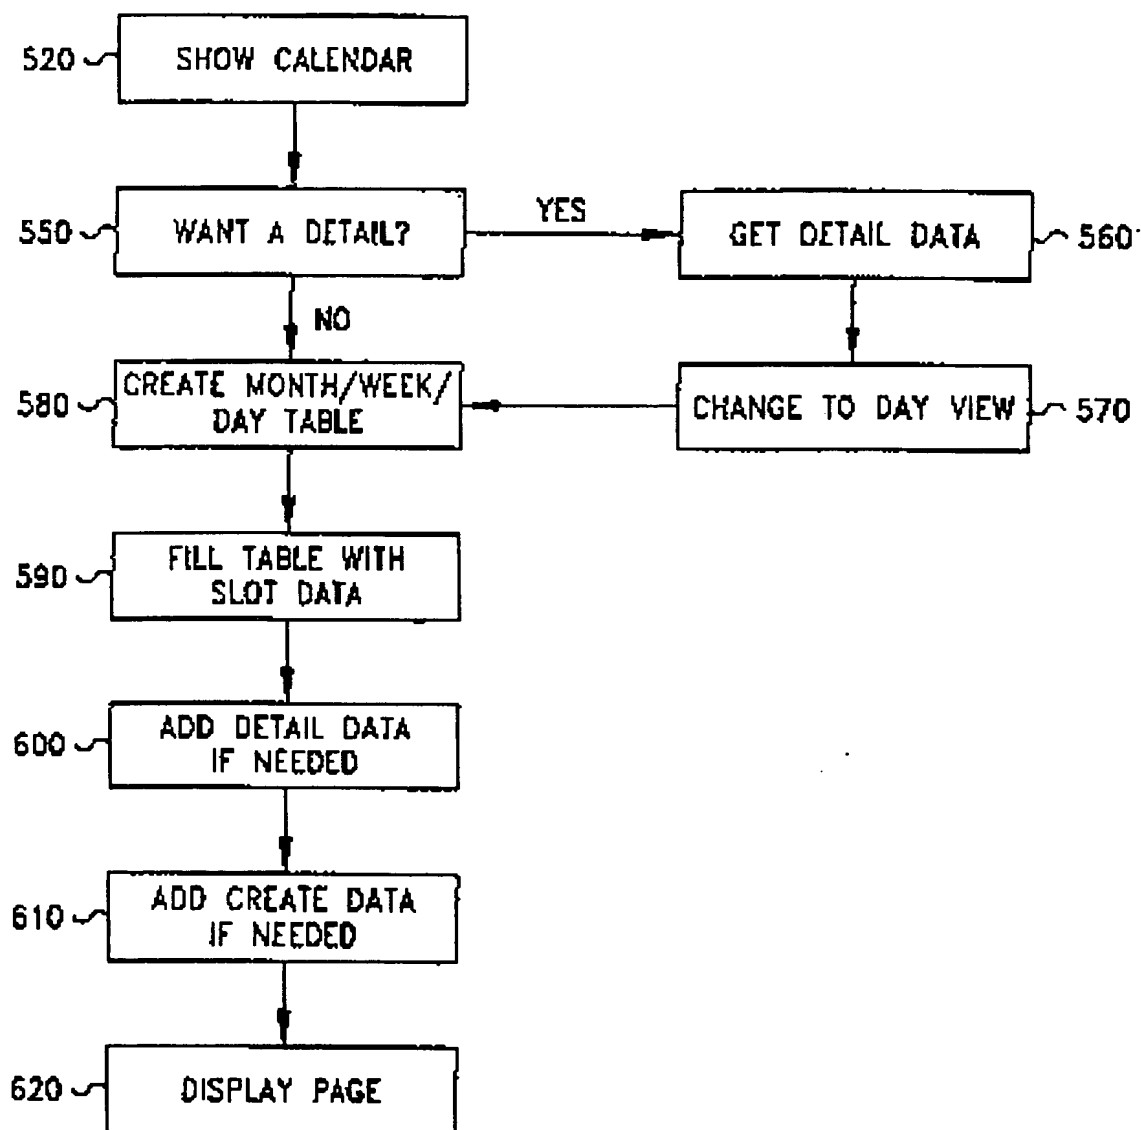 520 SHOW CALENDAR
550 WANT A DETAIL?
YES
GET DETAIL DATA 560
NO
580 CREATE MONTH/WEEK/
DAY TABLE
CHANGE TO DAY VIEW 570
590 FILL TABLE WITH
SLOT DATA
600 ADD DETAIL DATA
IF NEEDED
610 ADD CREATE DATA
IF NEEDED
620 DISPLAY PAGE